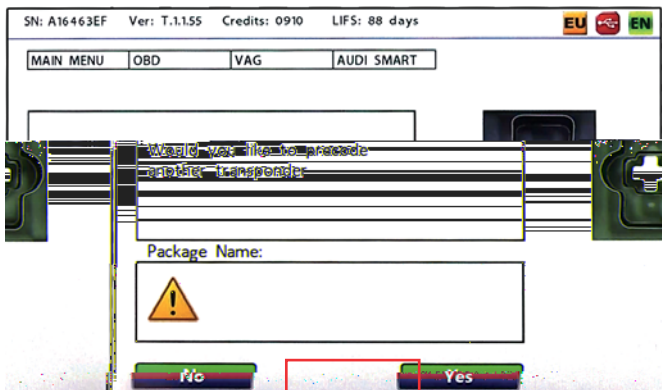 SN: A16463EF Ver: T.1.1.55 Credits: 0910 LIFS: 88 days EU EN
MAIN MENU OBD VAG AUDI SMART
Would you like to precode
another transponder
Package Name:
No Yes